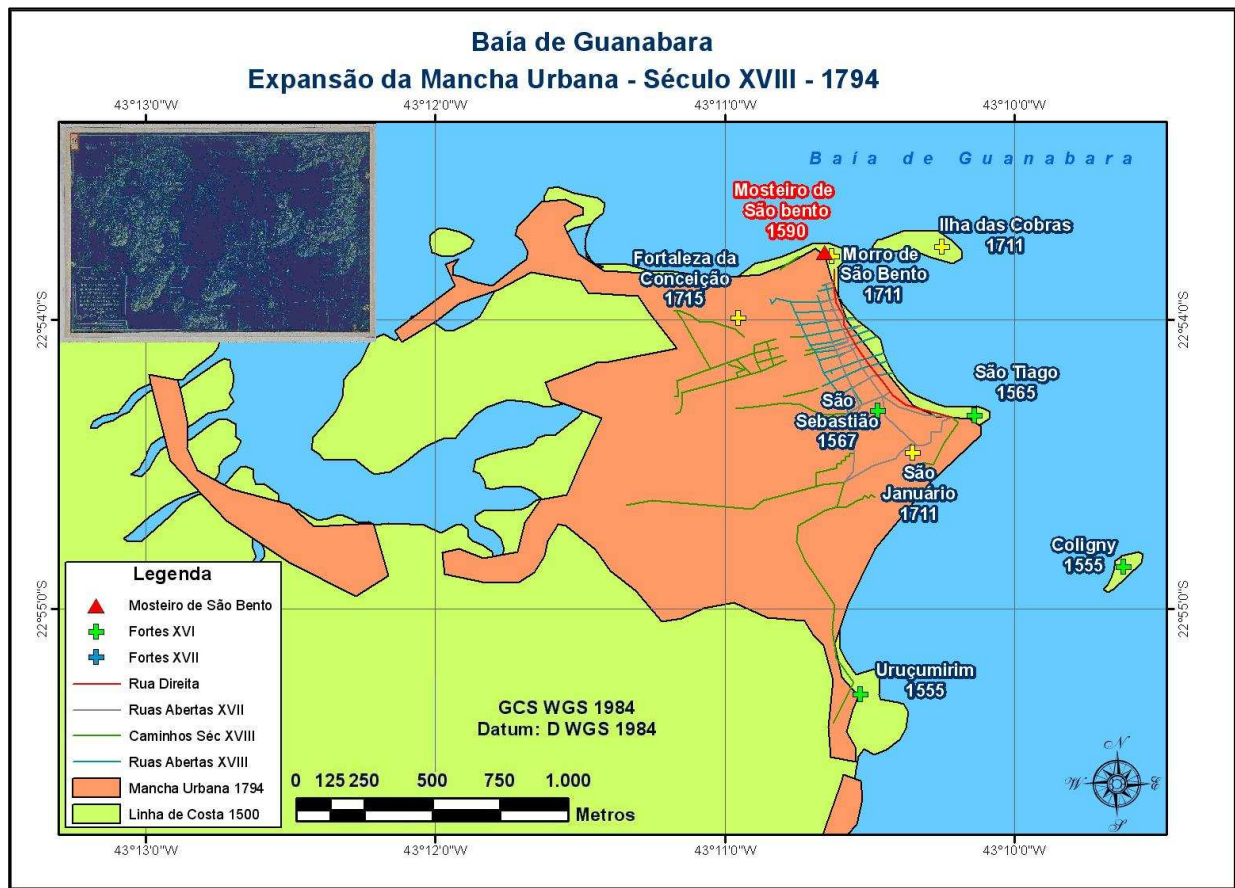 Baía de Guanabara
Expansão da Mancha Urbana - Século XVIII - 1794
43°13'0"W
43°12'0"W
43°11'0"W
43°10'0"W
Baía de Guanabara
Mosteiro de
São bento
1590
Ilha das Cobras
1711
Fortaleza da
Conceição
1715
Morro de
São Bento
1711
22°54'0"S
22°54'0"S
São Tiago
1565
São
Sebastião
1567
São
Januário
1711
Coligny
1555
22°55'0"S
22°55'0"S
Uruçumirim
1555
Legenda
Mosteiro de São Bento
Fortes XVI
Fortes XVII
Rua Direita
Ruas Abertas XVII
Caminhos Séc XVIII
Ruas Abertas XVIII
Mancha Urbana 1794
Linha de Costa 1500
GCS WGS 1984
Datum: D WGS 1984
0 125 250 500 750 1.000
Metros
N
W
E
S
43°13'0"W
43°12'0"W
43°11'0"W
43°10'0"W